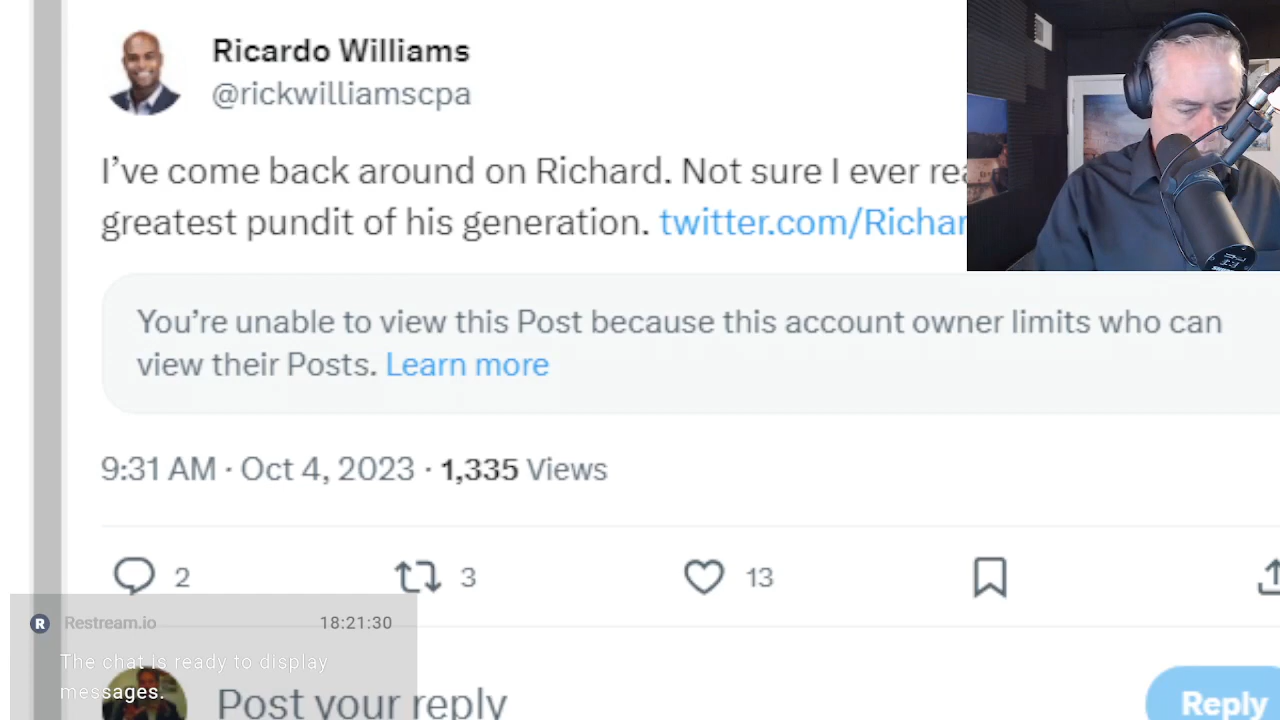 Ricardo Williams
@rickwilliamscpa
I’ve come back around on Richard. Not sure I ever
greatest pundit of his generation. twitter.com/Richar
You’re unable to view this Post because this account owner limits who can
view their Posts. Learn more
9:31 AM · Oct 4, 2023 · 1,335 Views
2
3
13
R Restream.io 18:21:30
The chat is ready to display
messages.
Post your reply
Reply